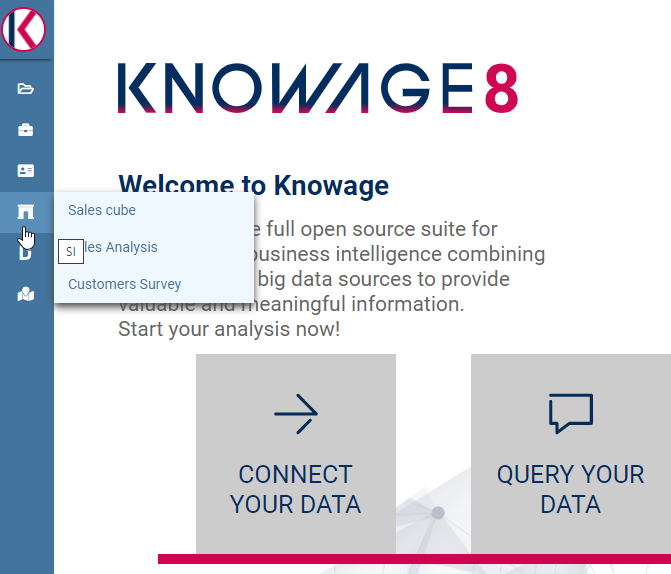 KNOWAGE8
Welcome to Knowage
Sales cube
e full open source suite for
SI
les Analysis
business intelligence combining
Customers Survey
big data sources to provide
valuable and meaningful information.
Start your analysis now!
CONNECT
YOUR DATA
QUERY YOUR
DATA